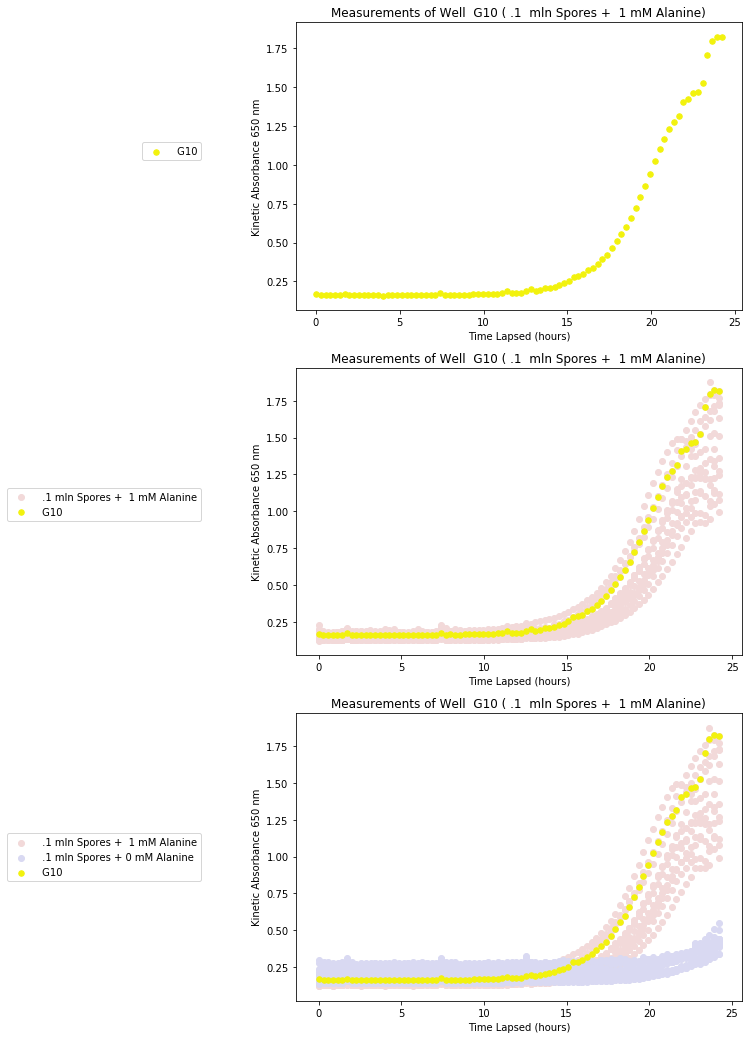 Measurements of Well  G10 ( .1  mln Spores +  1 mM Alanine)
Kinetic Absorbance 650 nm
1.75
1.50
1.25
1.00
0.75
0.50
0.25
0
5
10
15
20
25
Time Lapsed (hours)
G10
Measurements of Well  G10 ( .1  mln Spores +  1 mM Alanine)
Kinetic Absorbance 650 nm
1.75
1.50
1.25
1.00
0.75
0.50
0.25
0
5
10
15
20
25
Time Lapsed (hours)
.1 mln Spores +  1 mM Alanine
G10
Measurements of Well  G10 ( .1  mln Spores +  1 mM Alanine)
Kinetic Absorbance 650 nm
1.75
1.50
1.25
1.00
0.75
0.50
0.25
0
5
10
15
20
25
Time Lapsed (hours)
.1 mln Spores +  1 mM Alanine
.1 mln Spores + 0 mM Alanine
G10